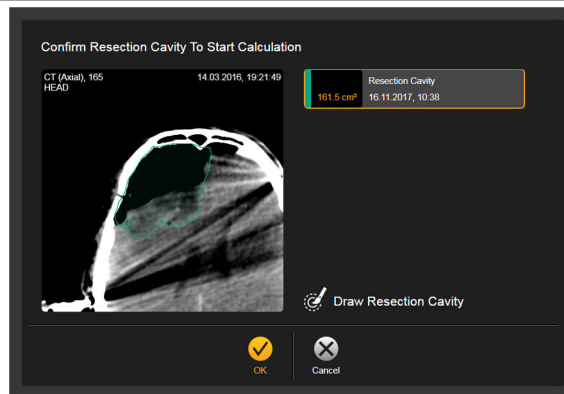 Confirm Resection Cavity To Start Calculation
CT (Axial), 165
HEAD
14.03.2016, 19:21:49
Resection Cavity
161.5 cm³
16.11.2017, 10:38
Draw Resection Cavity
OK
Cancel